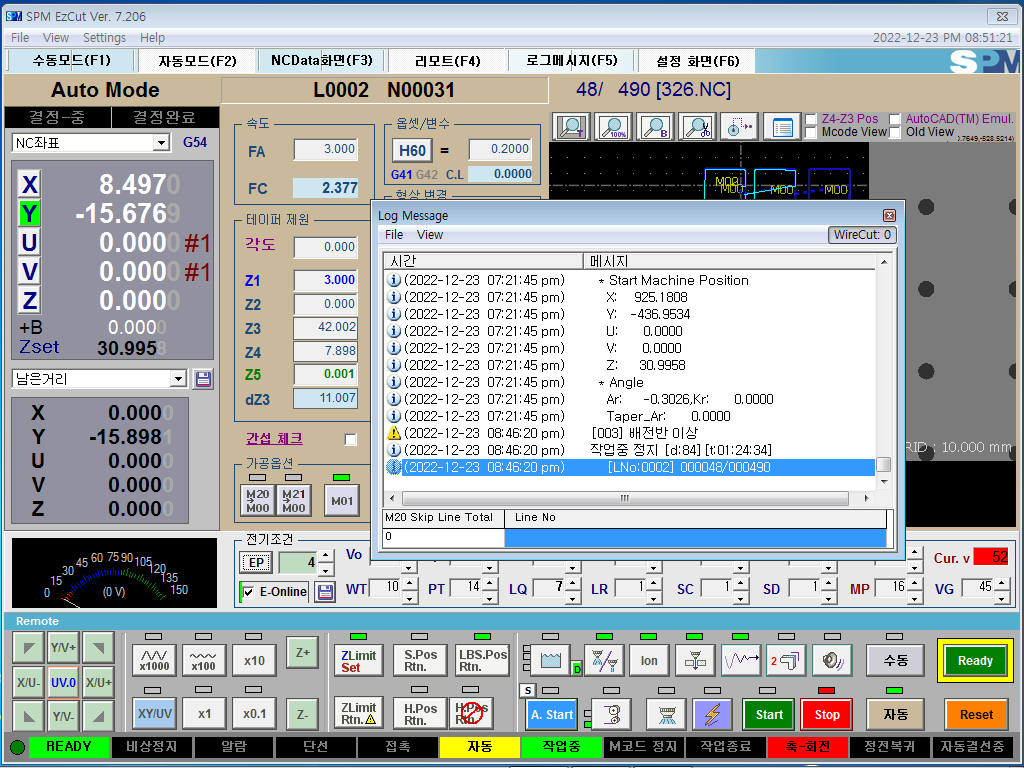 SPM EzCut Ver. 7.206
File View Settings Help
2022-12-23 PM 08:51:21
수동모드(F1) 자동모드(F2) NCData화면(F3) 리모트(F4) 로그메시지(F5) 설정 화면(F6)
SPM
Auto Mode L0002 N00031 48/ 490 [326.NC]
결정-중 결정완료
NC좌표 G54
X 8.4970
Y -15.6769
U 0.0000 #1
V 0.0000 #1
Z 0.0000
+B 0.0000
Zset 30.9958
남은거리
X 0.0000
Y -15.8981
U 0.0000
V 0.0000
Z 0.0000
속도
FA 3.000
FC 2.377
옵셋/변수
H60 = 0.2000
G41 G42 C.L 0.0000
형상 변경
테이퍼 제원
각도 0.000
Z1 3.000
Z2 0.000
Z3 42.002
Z4 7.898
Z5 0.001
dZ3 11.007
간섭 체크
가공옵션
M20 M00 M21 M00 M01
T 100% B
Z4-Z3 Pos AutoCAD(TM) Emul.
Mcode View Old View
.7649,-528.5214)
M00 M00 M00
RID : 10.000 mm
Log Message
File View WireCut: 0
시간 메시지
(2022-12-23 07:21:45 pm) * Start Machine Position
(2022-12-23 07:21:45 pm) X: 925.1808
(2022-12-23 07:21:45 pm) Y: -436.9534
(2022-12-23 07:21:45 pm) U: 0.0000
(2022-12-23 07:21:45 pm) V: 0.0000
(2022-12-23 07:21:45 pm) Z: 30.9958
(2022-12-23 07:21:45 pm) * Angle
(2022-12-23 07:21:45 pm) Ar: -0.3026,Kr: 0.0000
(2022-12-23 07:21:45 pm) Taper_Ar: 0.0000
(2022-12-23 08:46:20 pm) [003] 배전반 이상
(2022-12-23 08:46:20 pm) 작업중 정지 [d:84] [t:01:24:34]
(2022-12-23 08:46:20 pm) [LNo:0002] 000048/000490
M20 Skip Line Total Line No
0
0 15 30 45 60 75 90 105 120 135 150
(0 V)
전기조건
EP 4 Vo Cur. v 52
E-Online WT 10 PT 14 LQ 7 LR 1 SC 1 SD 1 MP 16 VG 45
Remote
Y/V+ X/U- UV.0 X/U+ Y/V-
x1000 x100 x10 Z+
XY/UV x1 x0.1 Z-
ZLimit Set S.Pos Rtn. LBS.Pos Rtn.
ZLimit Rtn. H.Pos Rtn. H.Pos Rtn.
D Ion 2 수동 Ready
S A. Start Start Stop 자동 Reset
READY 비상정지 알람 단선 접촉 자동 작업중 M코드 정지 작업종료 축-회전 정전복귀 자동결선중